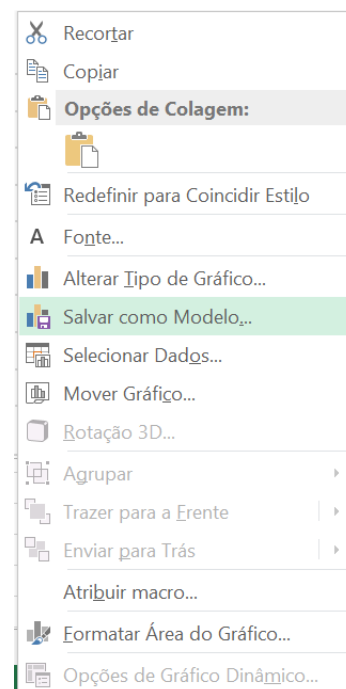 Recortar
Copiar
Opções de Colagem:
Redefinir para Coincidir Estilo
A Fonte...
Alterar Tipo de Gráfico...
Salvar como Modelo...
Selecionar Dados...
Mover Gráfico...
Rotação 3D...
Agrupar
Trazer para a Frente
Enviar para Trás
Atribuir macro...
Formatar Área do Gráfico...
Opções de Gráfico Dinâmico...